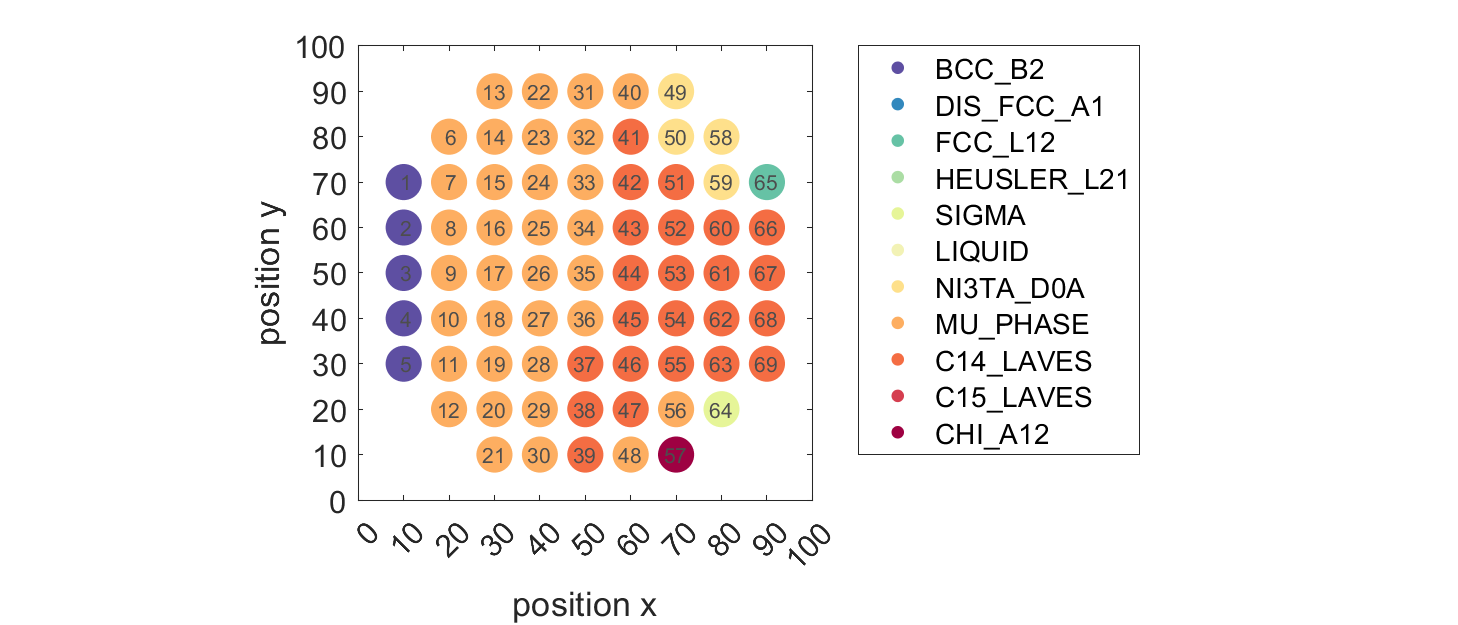 100
90
80
70
60
50
40
30
20
10
0
position y
13 22 31 40 49
6 14 23 32 41 50 58
1 7 15 24 33 42 51 59 65
2 8 16 25 34 43 52 60 66
3 9 17 26 35 44 53 61 67
4 10 18 27 36 45 54 62 68
5 11 19 28 37 46 55 63 69
12 20 29 38 47 56 64
21 30 39 48 57
0 10 20 30 40 50 60 70 80 90 100
position x
BCC_B2
DIS_FCC_A1
FCC_L12
HEUSLER_L21
SIGMA
LIQUID
NI3TA_D0A
MU_PHASE
C14_LAVES
C15_LAVES
CHI_A12